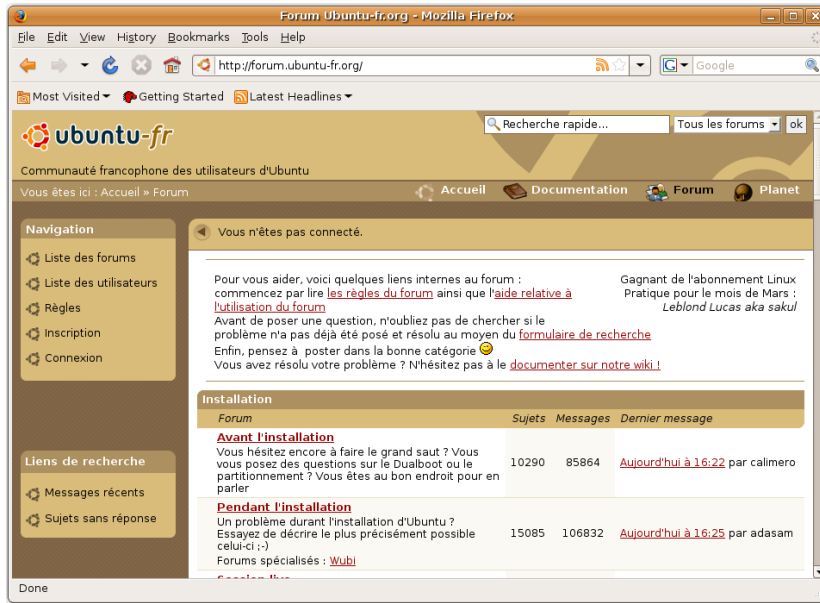 Forum Ubuntu-fr.org - Mozilla Firefox
File Edit View History Bookmarks Tools Help
http://forum.ubuntu-fr.org/
G Google
Most Visited Getting Started Latest Headlines
ubuntu-fr
Recherche rapide... Tous les forums ok
Communauté francophone des utilisateurs d'Ubuntu
Vous êtes ici : Accueil » Forum
Accueil Documentation Forum Planet
Navigation
Liste des forums
Liste des utilisateurs
Règles
Inscription
Connexion
Liens de recherche
Messages récents
Sujets sans réponse
Vous n'êtes pas connecté.
Pour vous aider, voici quelques liens internes au forum :
commencez par lire les règles du forum ainsi que l'aide relative à
l'utilisation du forum
Avant de poser une question, n'oubliez pas de chercher si le
problème n'a pas déjà été posé et résolu au moyen du formulaire de recherche
Enfin, pensez à poster dans la bonne catégorie
Vous avez résolu votre problème ? N'hésitez pas à le documenter sur notre wiki !
Gagnant de l'abonnement Linux
Pratique pour le mois de Mars :
Leblond Lucas aka sakul
Installation
Forum Sujets Messages Dernier message
Avant l'installation
Vous hésitez encore à faire le grand saut ? Vous
vous posez des questions sur le Dualboot ou le
partitionnement ? Vous êtes au bon endroit pour en
parler
10290 85864 Aujourd'hui à 16:22 par calimero
Pendant l'installation
Un problème durant l'installation d'Ubuntu ?
Essayez de décrire le plus précisément possible
celui-ci ;-)
Forums spécialisés : Wubi
15085 106832 Aujourd'hui à 16:25 par adasam
Done